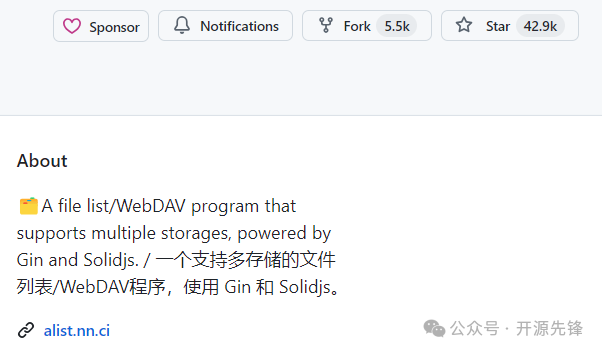 Sponsor Notifications Fork 5.5k Star 42.9k
About
A file list/WebDAV program that
supports multiple storages, powered by
Gin and Solidjs. / 一个支持多存储的文件
列表/WebDAV程序，使用 Gin 和 Solidjs。
alist.nn.ci
公众号 · 开源先锋